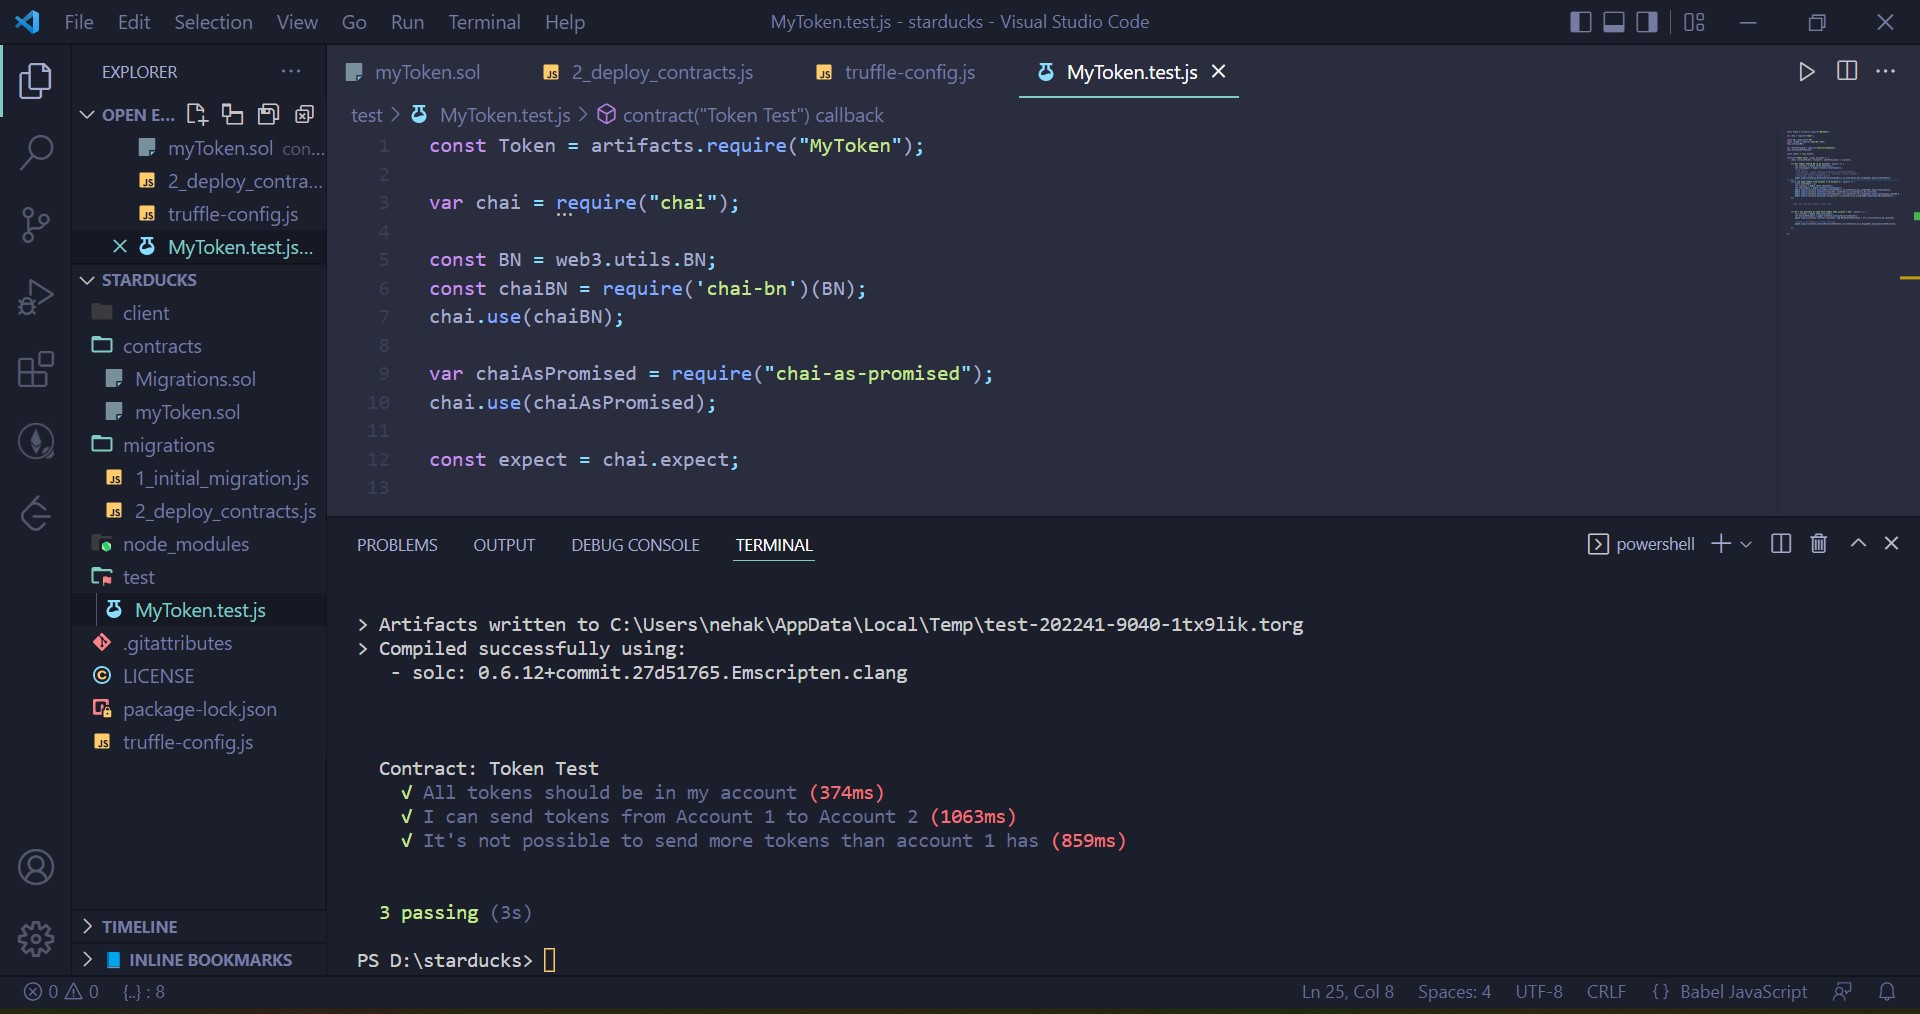 File Edit Selection View Go Run Terminal Help
MyToken.test.js - starducks - Visual Studio Code
EXPLORER
OPEN E...
myToken.sol con...
2_deploy_contra...
truffle-config.js
MyToken.test.js...
STARDUCKS
client
contracts
Migrations.sol
myToken.sol
migrations
1_initial_migration.js
2_deploy_contracts.js
node_modules
test
MyToken.test.js
.gitattributes
LICENSE
package-lock.json
truffle-config.js
TIMELINE
INLINE BOOKMARKS
myToken.sol 2_deploy_contracts.js truffle-config.js MyToken.test.js
test > MyToken.test.js > contract("Token Test") callback
1 const Token = artifacts.require("MyToken");
2
3 var chai = require("chai");
4
5 const BN = web3.utils.BN;
6 const chaiBN = require('chai-bn')(BN);
7 chai.use(chaiBN);
8
9 var chaiAsPromised = require("chai-as-promised");
10 chai.use(chaiAsPromised);
11
12 const expect = chai.expect;
13
PROBLEMS OUTPUT DEBUG CONSOLE TERMINAL
powershell
> Artifacts written to C:\Users\nehak\AppData\Local\Temp\test-202241-9040-1tx9lik.torg
> Compiled successfully using:
- solc: 0.6.12+commit.27d51765.Emscripten.clang
Contract: Token Test
√ All tokens should be in my account (374ms)
√ I can send tokens from Account 1 to Account 2 (1063ms)
√ It's not possible to send more tokens than account 1 has (859ms)
3 passing (3s)
PS D:\starducks>
0 0 {..} : 8
Ln 25, Col 8 Spaces: 4 UTF-8 CRLF {} Babel JavaScript